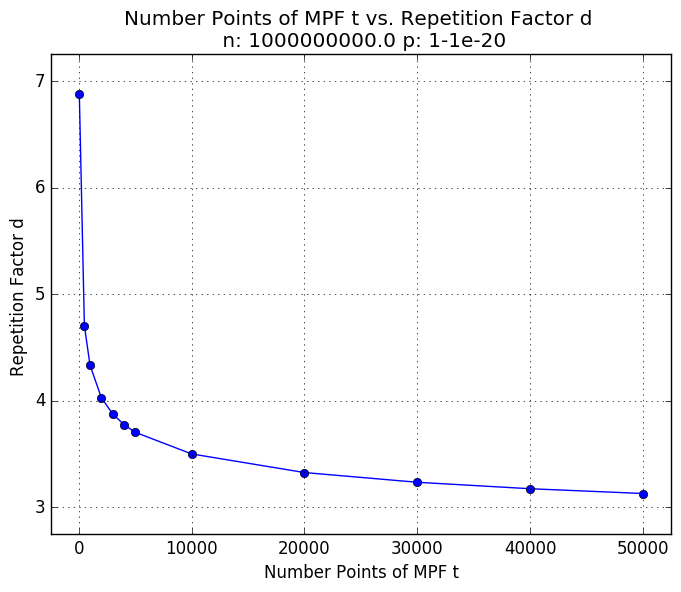 Number Points of MPF t vs. Repetition Factor d
n: 1000000000.0 p: 1-1e-20
7
6
5
4
3
Repetition Factor d
0 10000 20000 30000 40000 50000
Number Points of MPF t